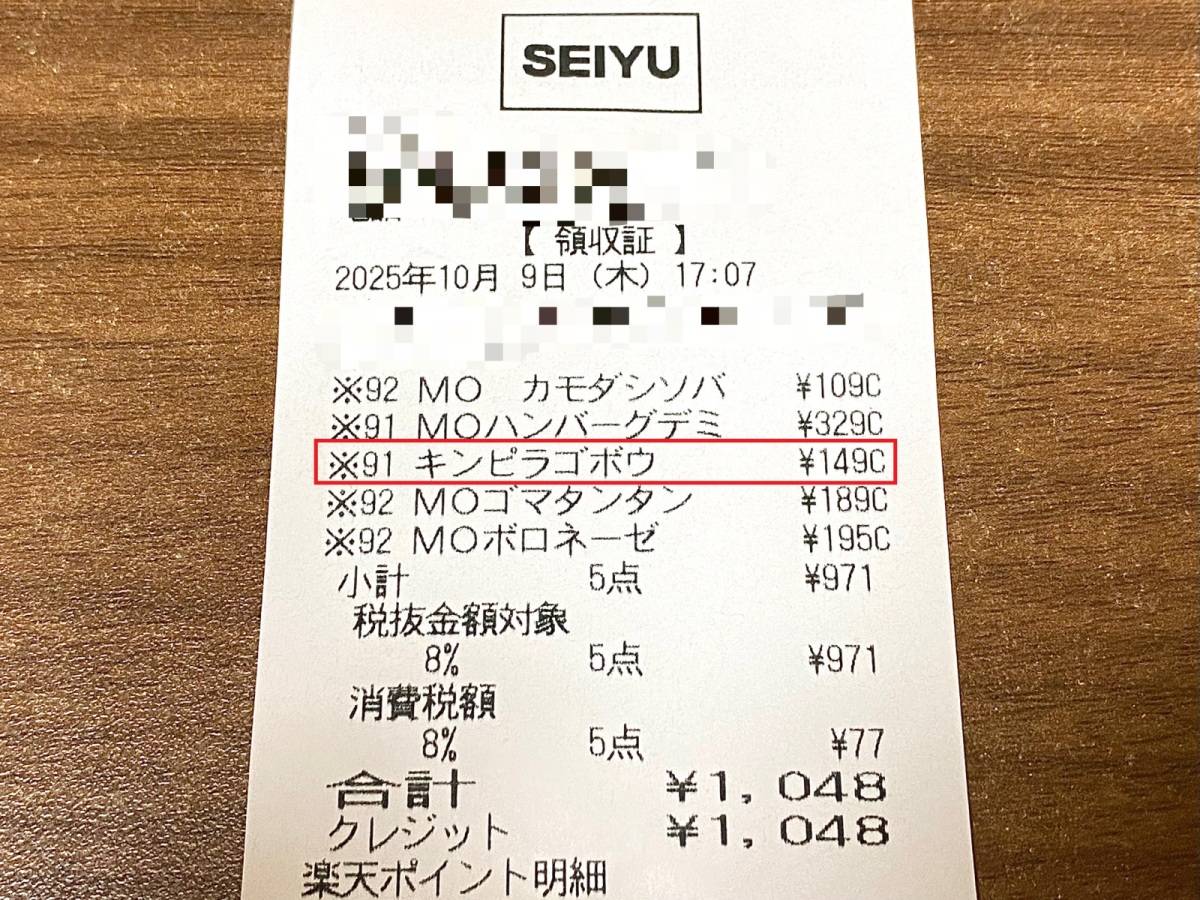 SEIYU
【 領収証 】
2025年10月 9日 (木) 17:07
※92 MO カモダシソバ ¥109C
※91 MOハンバーグデミ ¥329C
※91 キンピラゴボウ ¥149C
※92 MOゴマタンタン ¥189C
※92 MOボロネーゼ ¥195C
小計 5点 ¥971
税抜金額対象
8% 5点 ¥971
消費税額
8% 5点 ¥77
合計 ¥1,048
クレジット ¥1,048
楽天ポイント明細